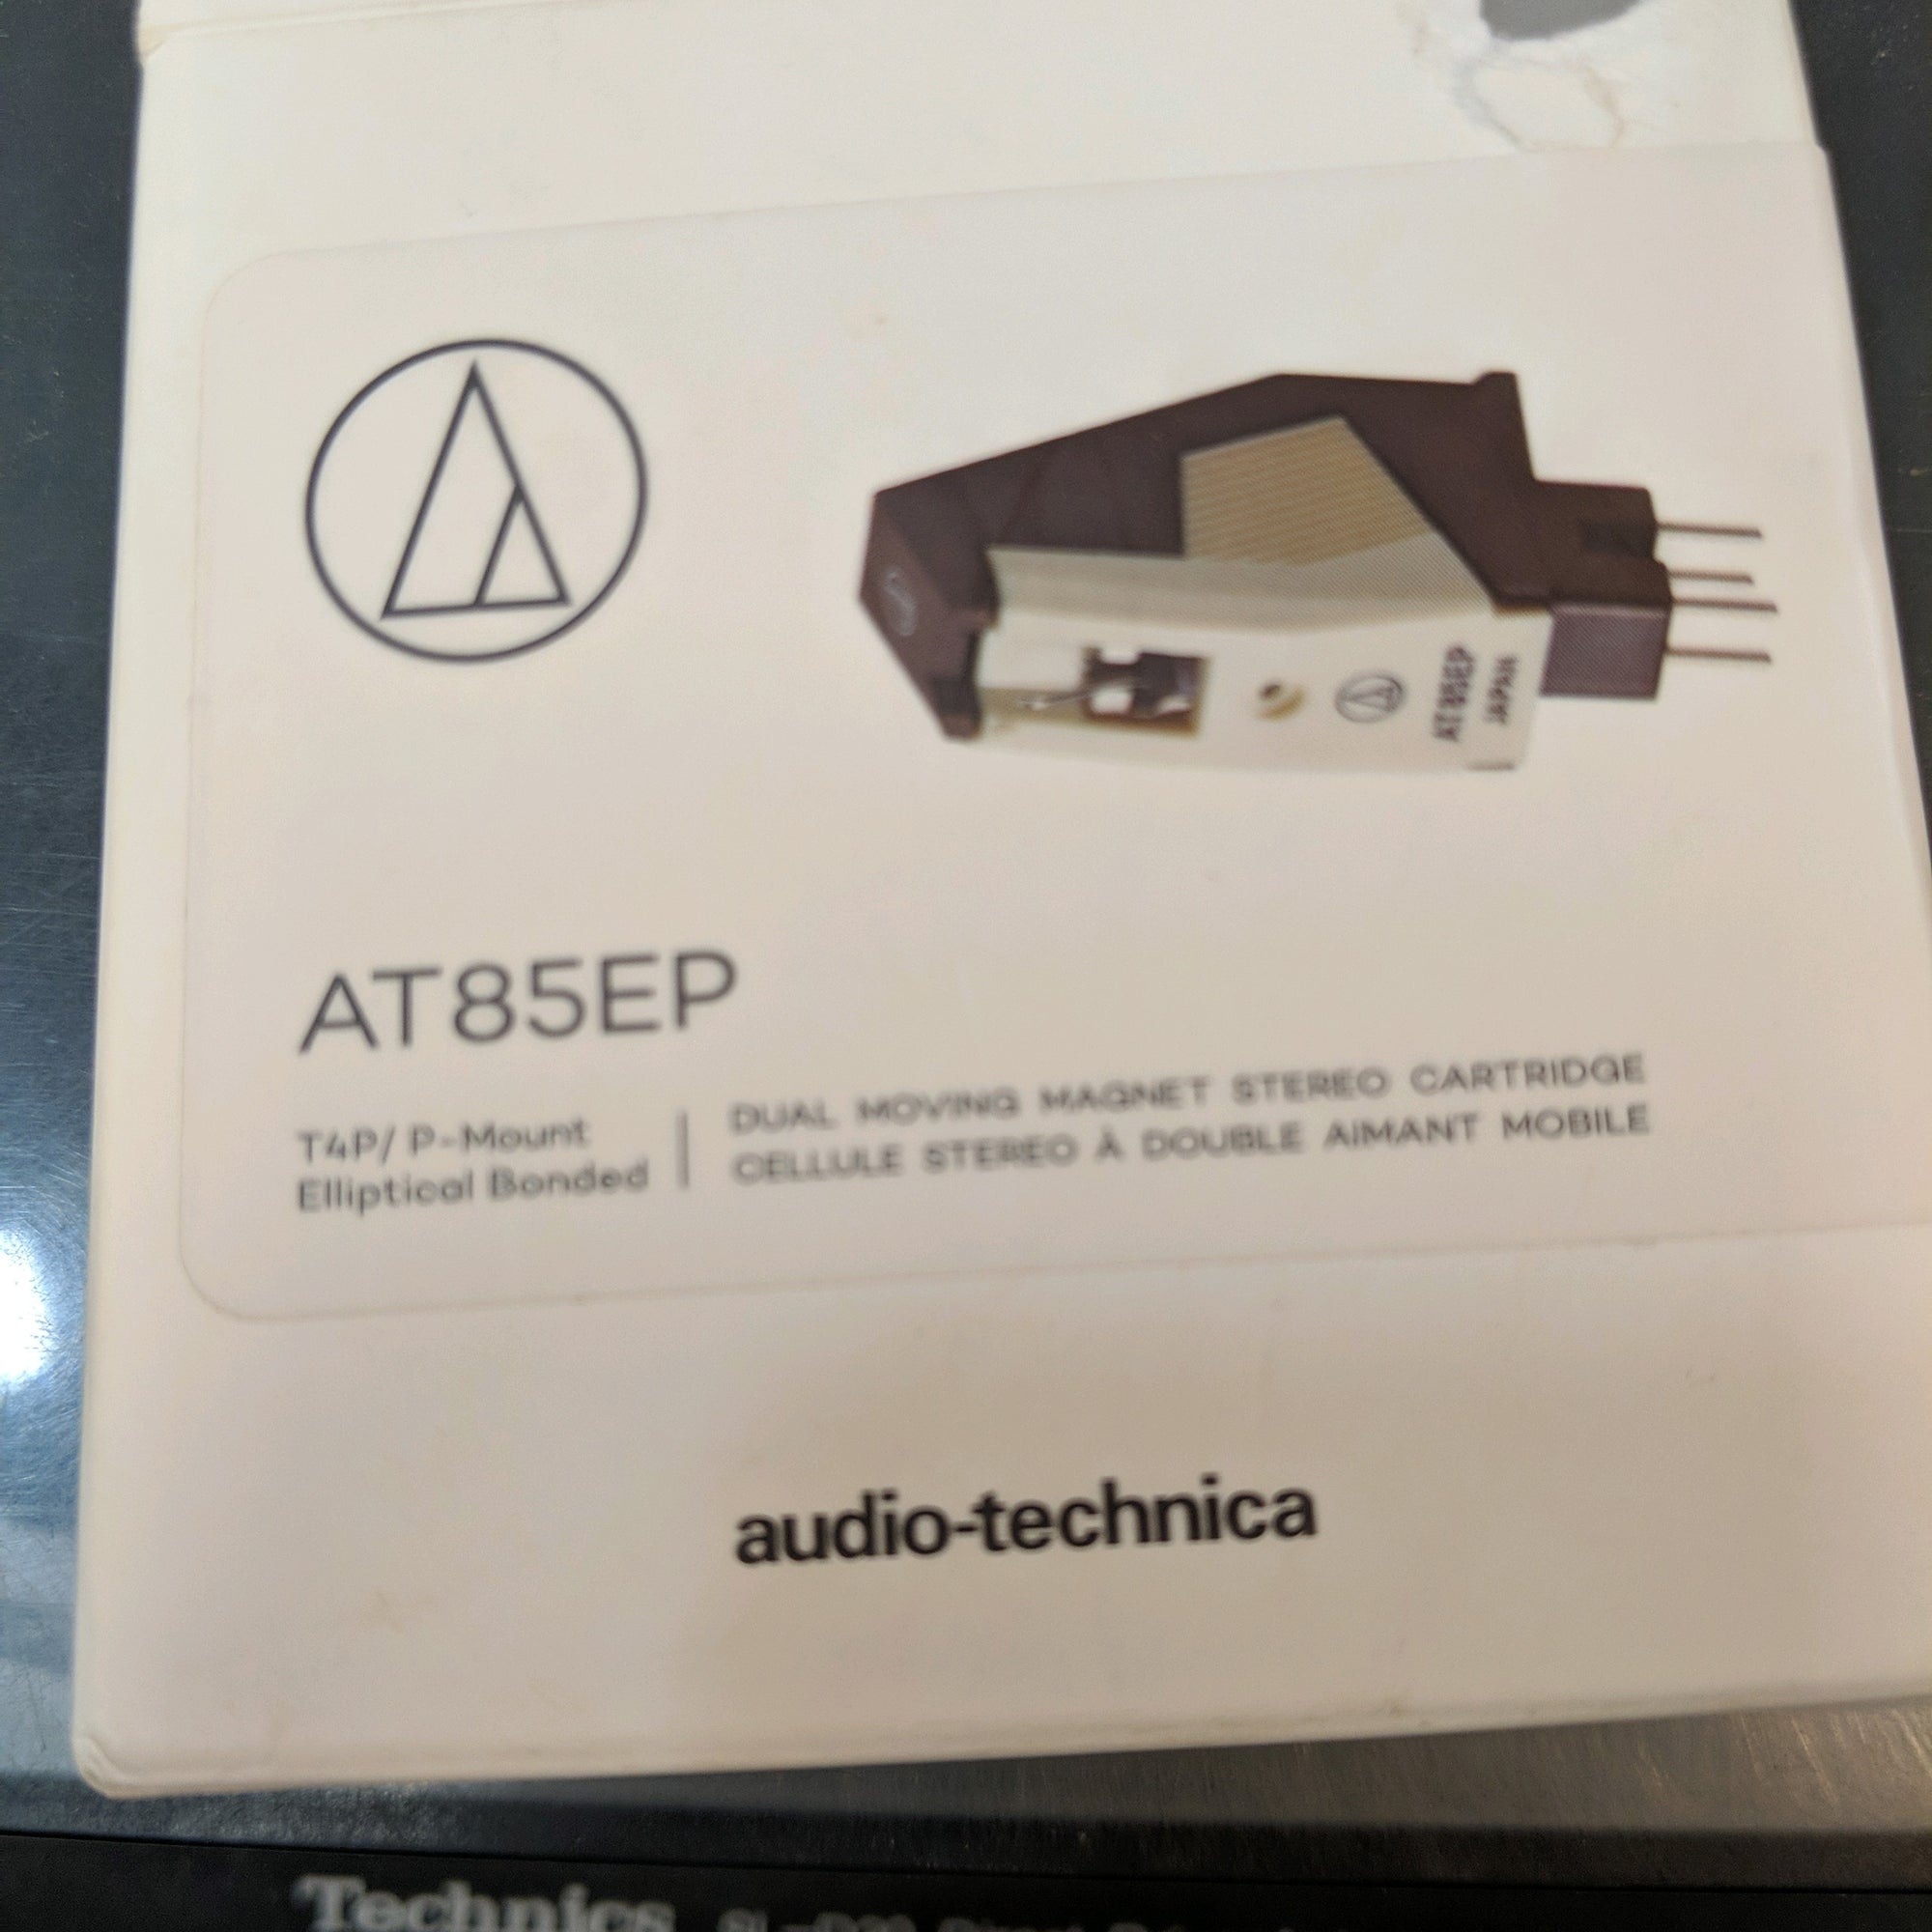 AT85EP
JAPAN
AT85EP
T4P/ P-Mount
Elliptical Bonded
DUAL MOVING MAGNET STEREO CARTRIDGE
CELLULE STEREO À DOUBLE AIMANT MOBILE
audio-technica
Technics